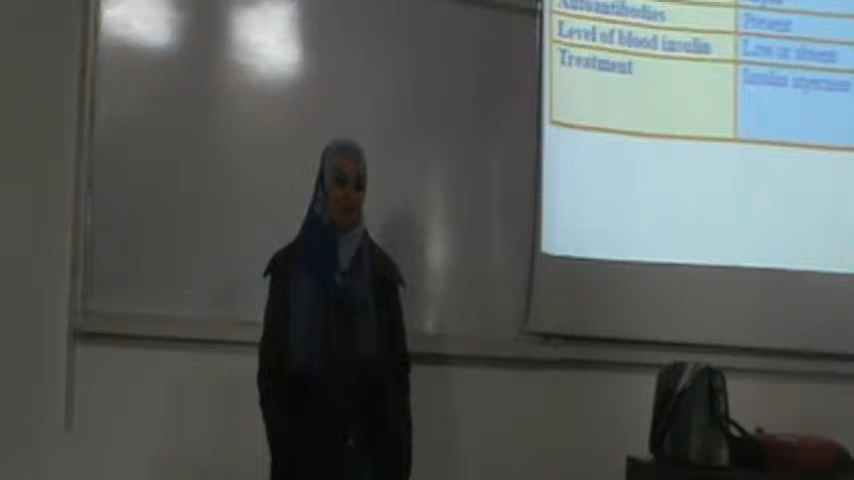 Autoantibodies Present
Level of blood insulin Low or absent
Treatment Insulin injections